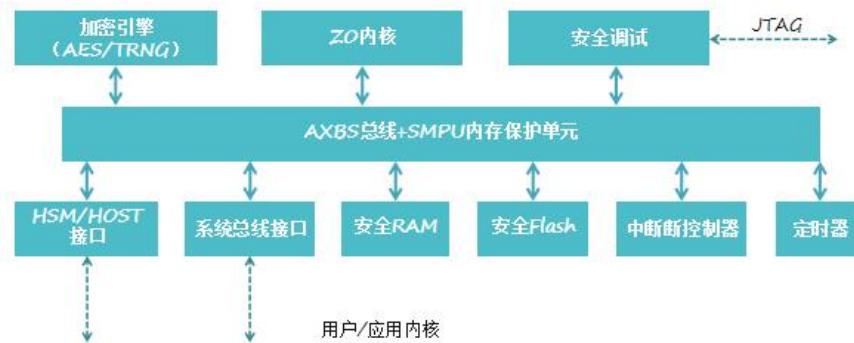 加密引擎
（AES/TRNG）
ZO内核
安全调试
JTAG
AXBS总线+SMPU内存保护单元
HSM/HOST
接口
系统总线接口
安全RAM
安全Flash
中断断控制器
定时器
用户/应用内核